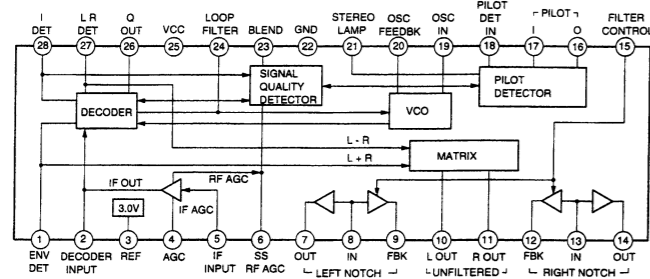 I DET
L R DET
Q OUT
VCC
LOOP FILTER
BLEND
GND
STEREO LAMP
OSC FEEDBK
OSC IN
PILOT DET IN
PILOT
I
O
FILTER CONTROL
28
27
26
25
24
23
22
21
20
19
18
17
16
15
SIGNAL QUALITY DETECTOR
PILOT DETECTOR
DECODER
VCO
L - R
L + R
MATRIX
IF OUT
RF AGC
IF AGC
3.0V
1
2
3
4
5
6
7
8
9
10
11
12
13
14
ENV DET
DECODER INPUT
REF
AGC
IF INPUT
SS RF AGC
OUT
IN
FBK
L OUT
R OUT
FBK
IN
OUT
LEFT NOTCH
UNFILTERED
RIGHT NOTCH